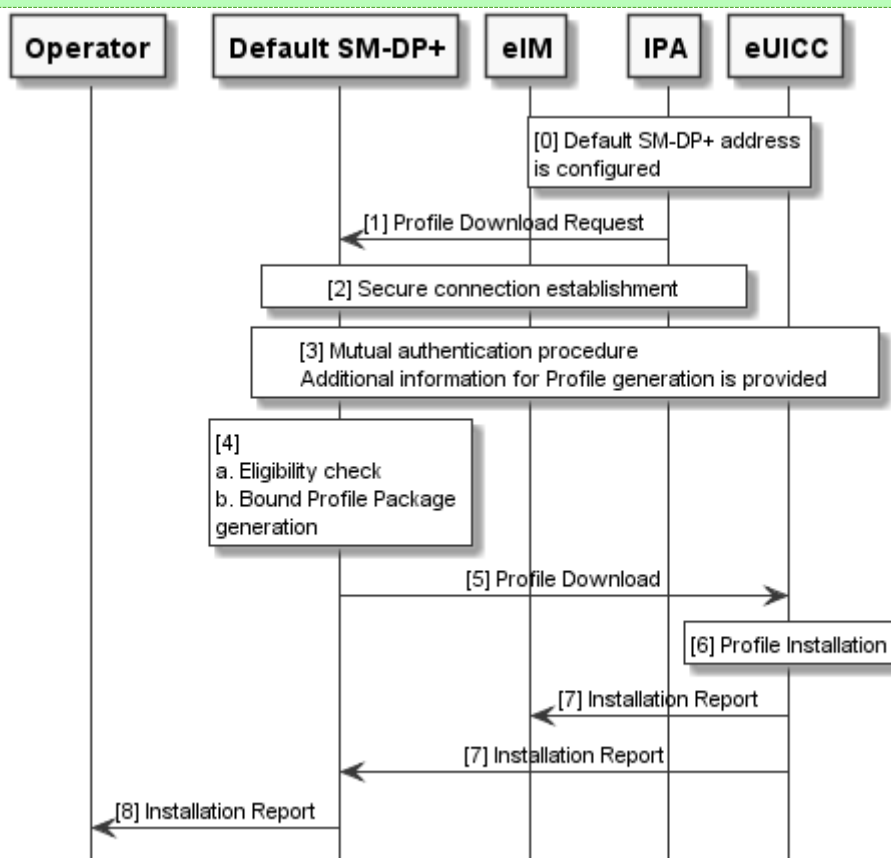 Operator
Default SM-DP+
eIM
IPA
eUICC
[0] Default SM-DP+ address
is configured
[1] Profile Download Request
[2] Secure connection establishment
[3] Mutual authentication procedure
Additional information for Profile generation is provided
[4]
a. Eligibility check
b. Bound Profile Package
generation
[5] Profile Download
[6] Profile Installation
[7] Installation Report
[7] Installation Report
[8] Installation Report